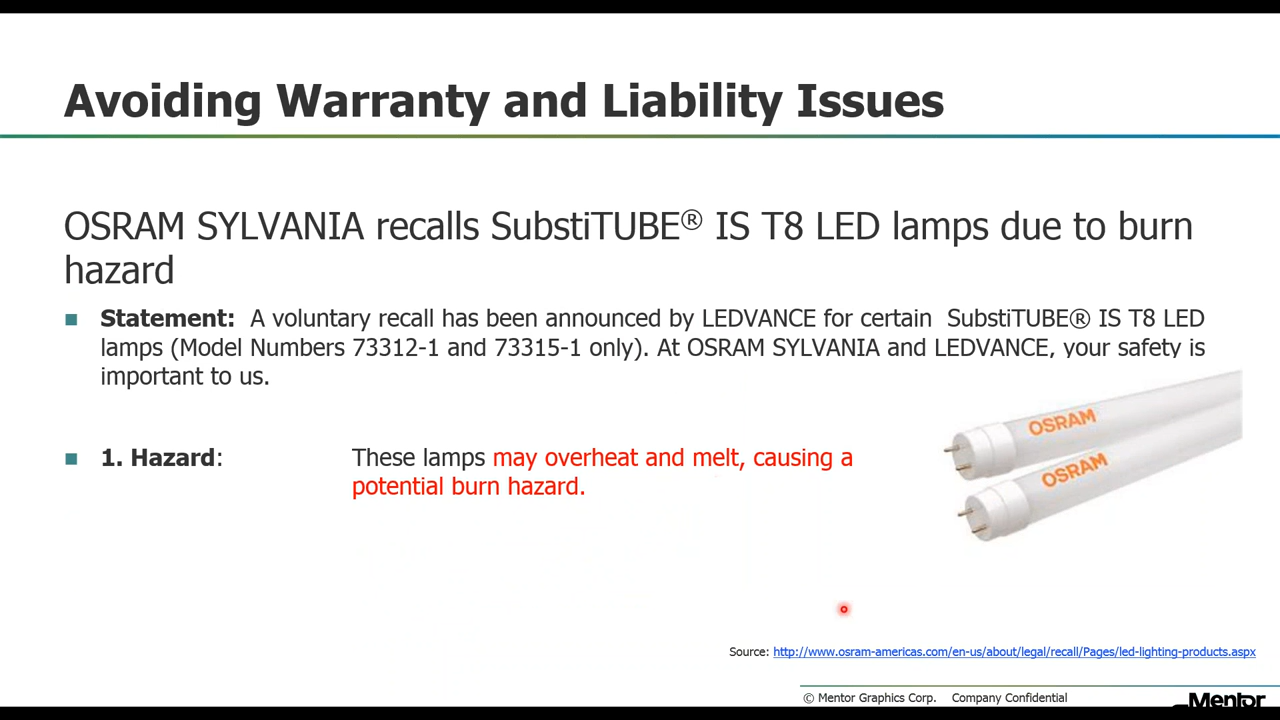 Avoiding Warranty and Liability Issues
OSRAM SYLVANIA recalls SubstiTUBE® IS T8 LED lamps due to burn
hazard
Statement: A voluntary recall has been announced by LEDVANCE for certain SubstiTUBE® IS T8 LED
lamps (Model Numbers 73312-1 and 73315-1 only). At OSRAM SYLVANIA and LEDVANCE, your safety is
important to us.
1. Hazard: These lamps may overheat and melt, causing a
potential burn hazard.
OSRAM
OSRAM
Source: http://www.osram-americas.com/en-us/about/legal/recall/Pages/led-lighting-products.aspx
© Mentor Graphics Corp. Company Confidential
Mentor